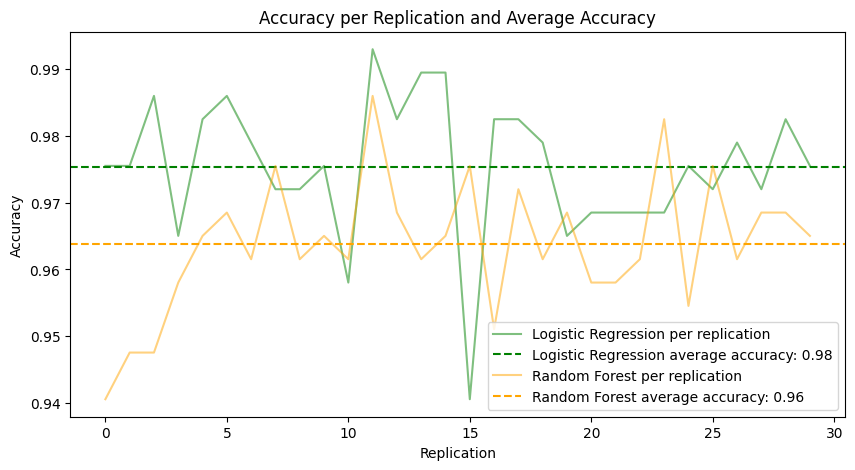 Accuracy per Replication and Average Accuracy
Accuracy
0.99
0.98
0.97
0.96
0.95
0.94
Logistic Regression per replication
Logistic Regression average accuracy: 0.98
Random Forest per replication
Random Forest average accuracy: 0.96
0 5 10 15 20 25 30
Replication